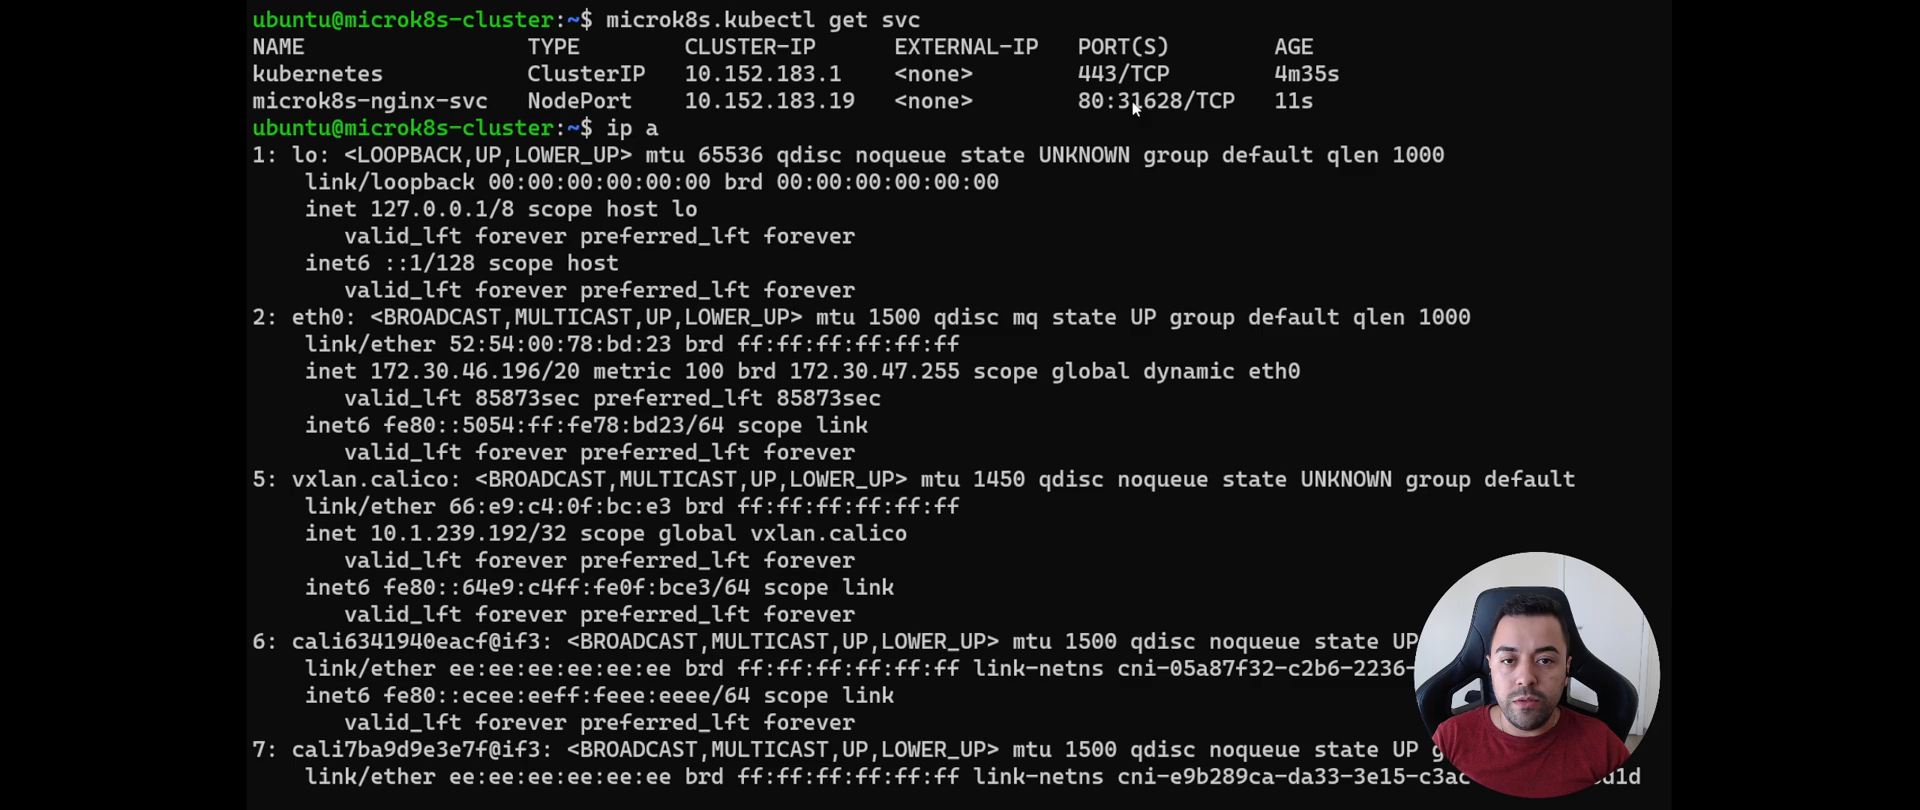 ubuntu@microk8s-cluster:~$ microk8s.kubectl get svc
NAME TYPE CLUSTER-IP EXTERNAL-IP PORT(S) AGE
kubernetes ClusterIP 10.152.183.1 <none> 443/TCP 4m35s
microk8s-nginx-svc NodePort 10.152.183.19 <none> 80:31628/TCP 11s
ubuntu@microk8s-cluster:~$ ip a
1: lo: <LOOPBACK,UP,LOWER_UP> mtu 65536 qdisc noqueue state UNKNOWN group default qlen 1000
link/loopback 00:00:00:00:00:00 brd 00:00:00:00:00:00
inet 127.0.0.1/8 scope host lo
valid_lft forever preferred_lft forever
inet6 ::1/128 scope host
valid_lft forever preferred_lft forever
2: eth0: <BROADCAST,MULTICAST,UP,LOWER_UP> mtu 1500 qdisc mq state UP group default qlen 1000
link/ether 52:54:00:78:bd:23 brd ff:ff:ff:ff:ff:ff
inet 172.30.46.196/20 metric 100 brd 172.30.47.255 scope global dynamic eth0
valid_lft 85873sec preferred_lft 85873sec
inet6 fe80::5054:ff:fe78:bd23/64 scope link
valid_lft forever preferred_lft forever
5: vxlan.calico: <BROADCAST,MULTICAST,UP,LOWER_UP> mtu 1450 qdisc noqueue state UNKNOWN group default
link/ether 66:e9:c4:0f:bc:e3 brd ff:ff:ff:ff:ff:ff
inet 10.1.239.192/32 scope global vxlan.calico
valid_lft forever preferred_lft forever
inet6 fe80::64e9:c4ff:fe0f:bce3/64 scope link
valid_lft forever preferred_lft forever
6: cali6341940eacf@if3: <BROADCAST,MULTICAST,UP,LOWER_UP> mtu 1500 qdisc noqueue state UP
link/ether ee:ee:ee:ee:ee:ee brd ff:ff:ff:ff:ff:ff link-netns cni-05a87f32-c2b6-2236-
inet6 fe80::ecee:eeff:feee:eeee/64 scope link
valid_lft forever preferred_lft forever
7: cali7ba9d9e3e7f@if3: <BROADCAST,MULTICAST,UP,LOWER_UP> mtu 1500 qdisc noqueue state UP
link/ether ee:ee:ee:ee:ee:ee brd ff:ff:ff:ff:ff:ff link-netns